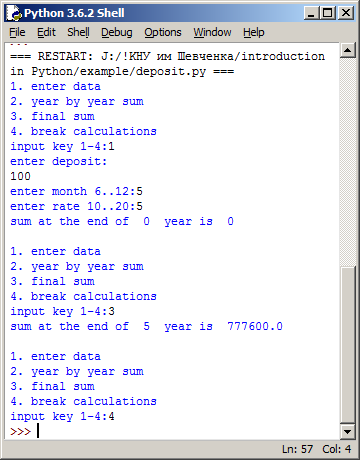 Python 3.6.2 Shell
File Edit Shell Debug Options Window Help
>>>
=== RESTART: J:/!КНУ им Шевченка/introduction
in Python/example/deposit.py ===
1. enter data
2. year by year sum
3. final sum
4. break calculations
input key 1-4:1
enter deposit:
100
enter month 6..12:5
enter rate 10..20:5
sum at the end of  0  year is  0

1. enter data
2. year by year sum
3. final sum
4. break calculations
input key 1-4:3
sum at the end of  5  year is  777600.0

1. enter data
2. year by year sum
3. final sum
4. break calculations
input key 1-4:4
>>>
Ln: 57 Col: 4